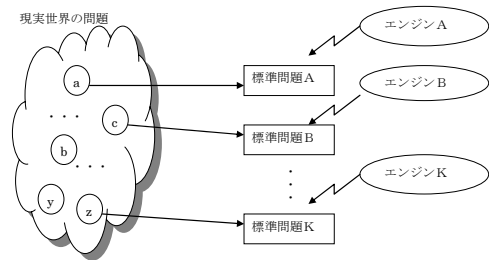 現実世界の問題
エンジンA
a
標準問題A
エンジンB
. . .
c
標準問題B
b
. . .
.
.
.
エンジンK
y
z
標準問題K